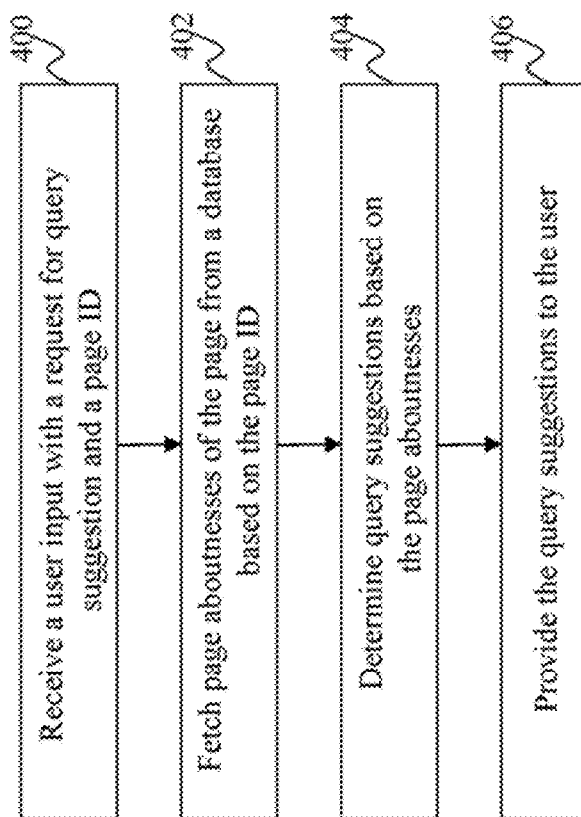 400
Receive a user input with a request for query
suggestion and a page ID
402
Fetch page aboutnesses of the page from a database
based on the page ID
404
Determine query suggestions based on
the page aboutnesses
406
Provide the query suggestions to the user